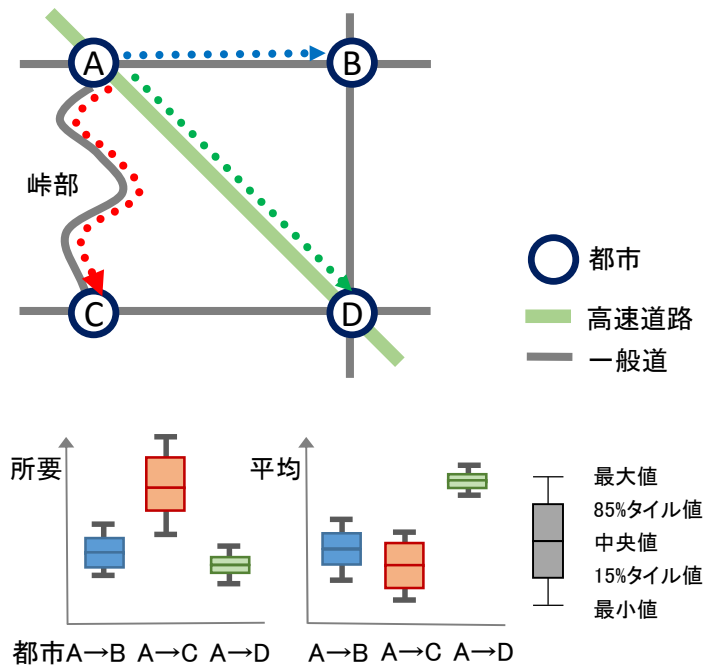 A
B
峠部
C
D
都市
高速道路
一般道
所要
平均
最大値
85%タイル値
中央値
15%タイル値
最小値
都市A→B A→C A→D
A→B A→C A→D